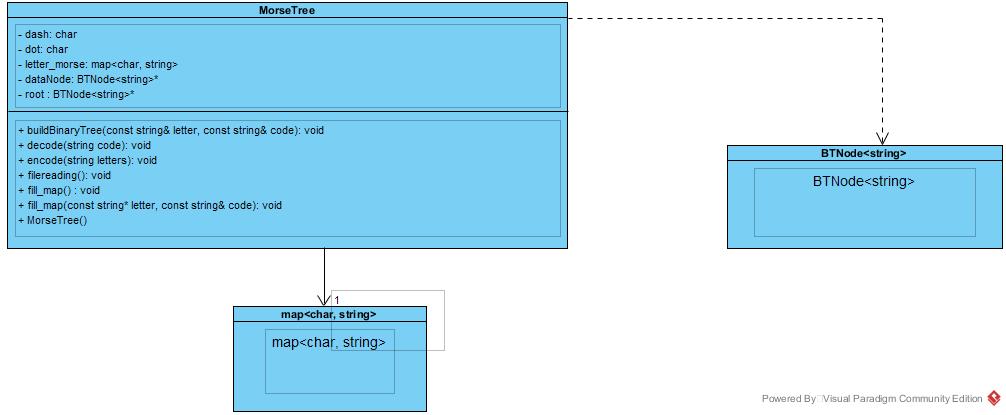 MorseTree
- dash: char
- dot: char
- letter_morse: map<char, string>
- dataNode: BTNode<string>*
- root : BTNode<string>*
+ buildBinaryTree(const string& letter, const string& code): void
+ decode(string code): void
+ encode(string letters): void
+ filereading(): void
+ fill_map() : void
+ fill_map(const string* letter, const string& code): void
+ MorseTree()
BTNode<string>
BTNode<string>
1
map<char, string>
map<char, string>
Powered By Visual Paradigm Community Edition